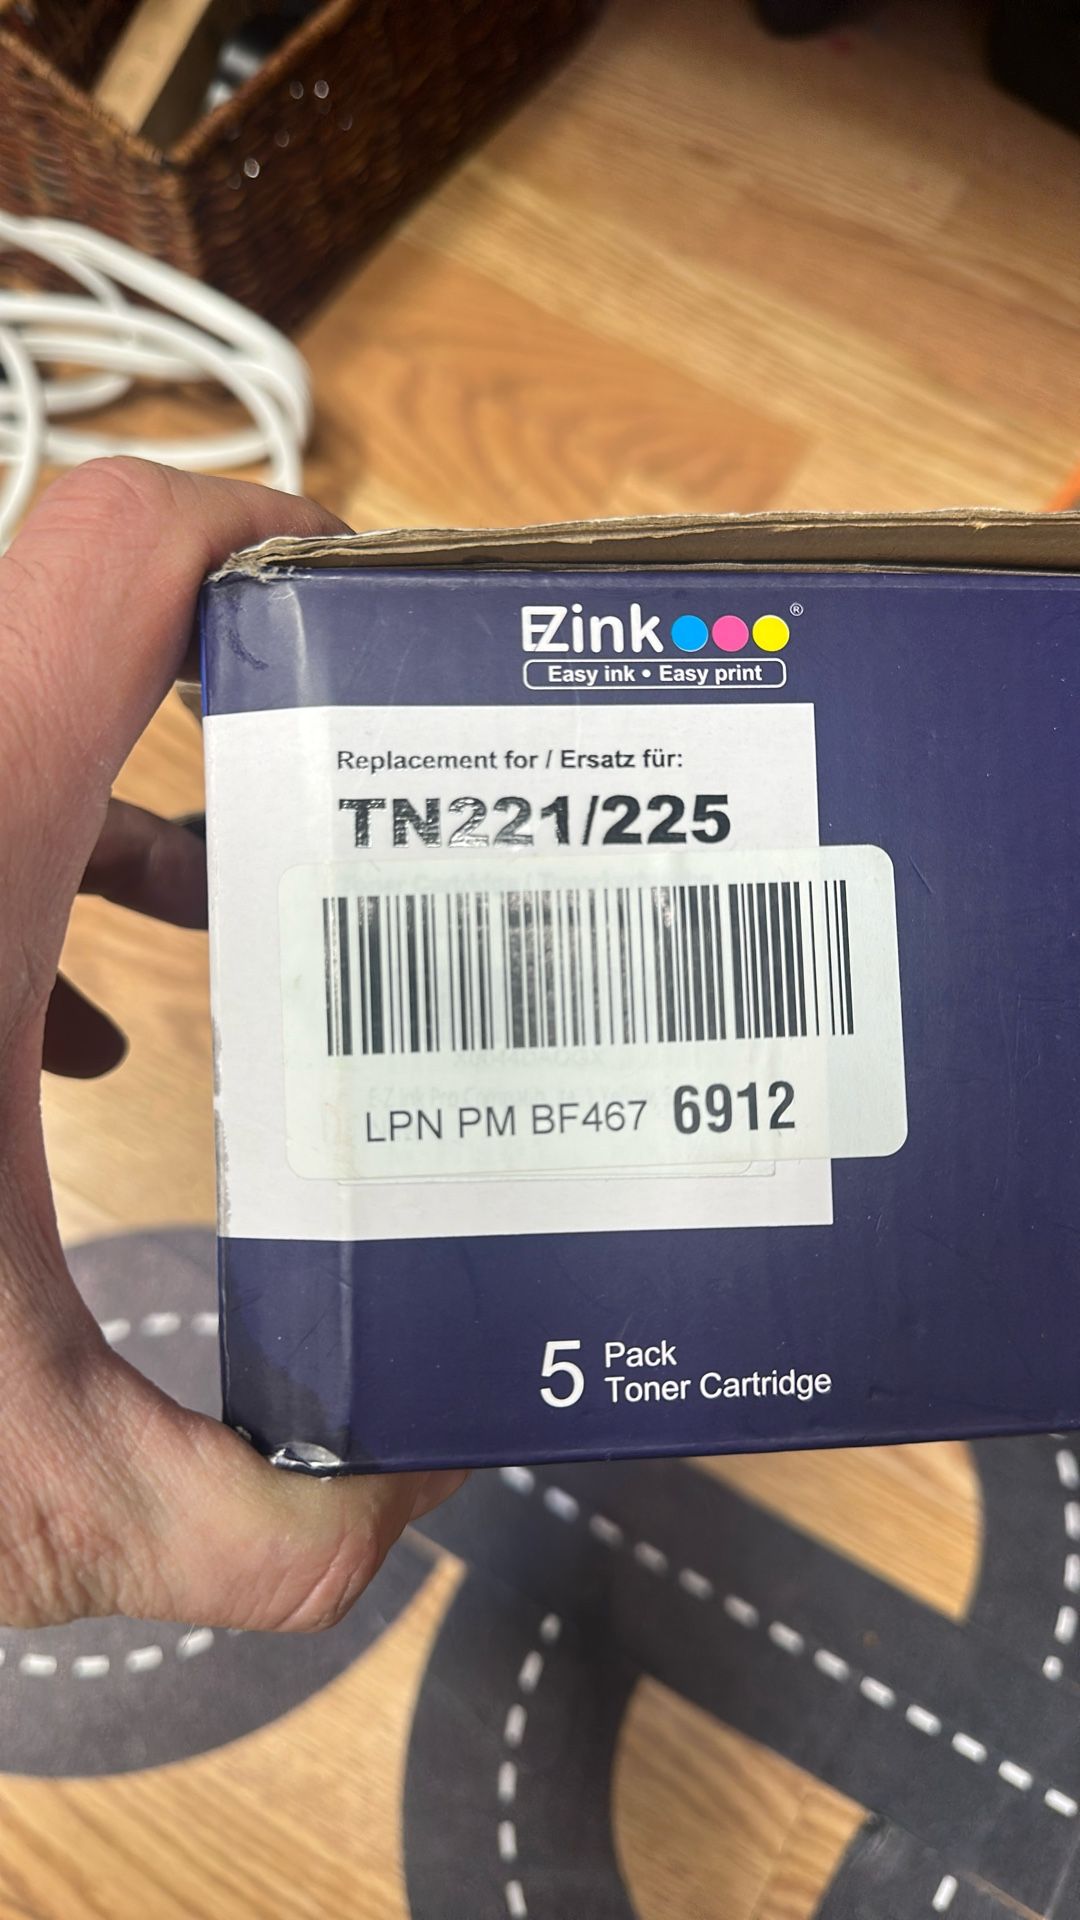 EZink®
Easy ink • Easy print
Replacement for / Ersatz für:
TN221/225
LPN PM BF467 6912
5 Pack
Toner Cartridge